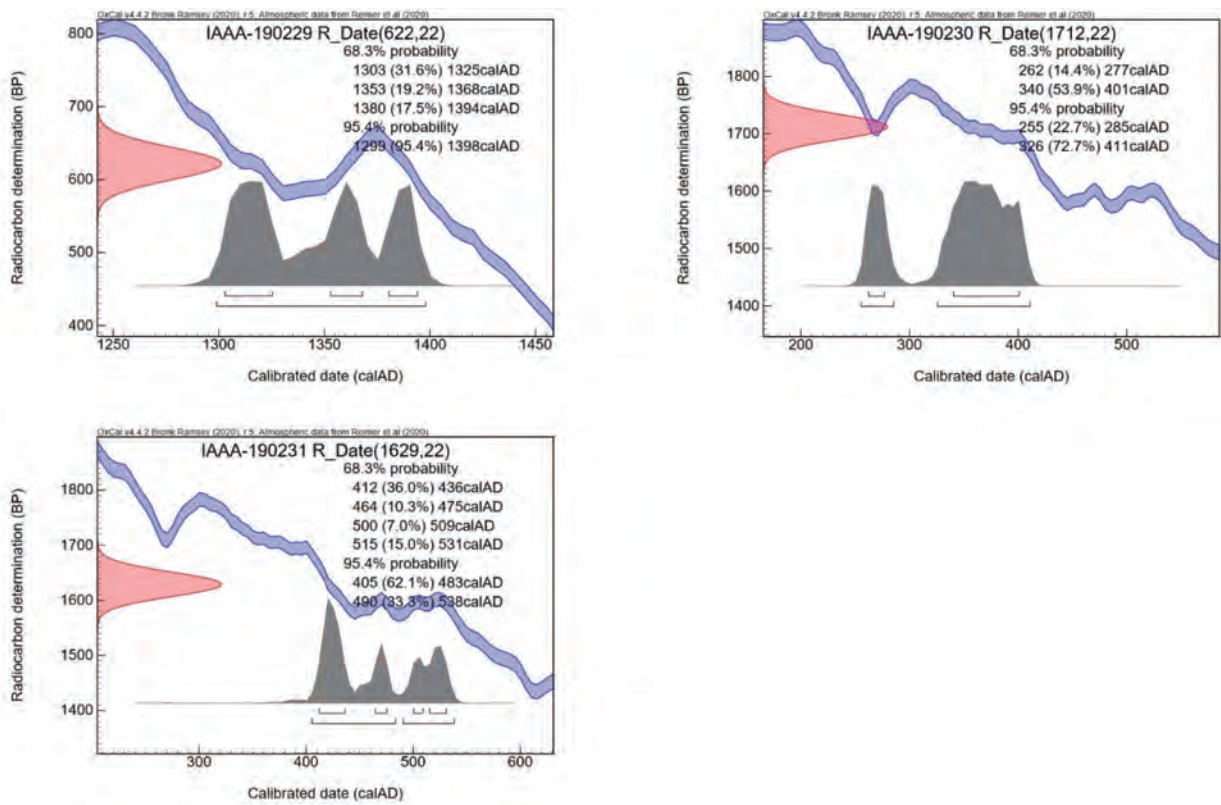 OxCal v4.4.2 Bronk Ramsey (2020); r:5; Atmospheric data from Reimer et al (2020)
IAAA-190229 R_Date(622,22)
68.3% probability
1303 (31.6%) 1325calAD
1353 (19.2%) 1368calAD
1380 (17.5%) 1394calAD
95.4% probability
1299 (95.4%) 1398calAD
Radiocarbon determination (BP)
800
700
600
500
400
1250
1300
1350
1400
1450
Calibrated date (calAD)
OxCal v4.4.2 Bronk Ramsey (2020); r:5; Atmospheric data from Reimer et al (2020)
IAAA-190230 R_Date(1712,22)
68.3% probability
262 (14.4%) 277calAD
340 (53.9%) 401calAD
95.4% probability
255 (22.7%) 285calAD
326 (72.7%) 411calAD
Radiocarbon determination (BP)
1800
1700
1600
1500
1400
200
300
400
500
Calibrated date (calAD)
OxCal v4.4.2 Bronk Ramsey (2020); r:5; Atmospheric data from Reimer et al (2020)
IAAA-190231 R_Date(1629,22)
68.3% probability
412 (36.0%) 436calAD
464 (10.3%) 475calAD
500 (7.0%) 509calAD
515 (15.0%) 531calAD
95.4% probability
405 (62.1%) 483calAD
490 (33.3%) 538calAD
Radiocarbon determination (BP)
1800
1700
1600
1500
1400
300
400
500
600
Calibrated date (calAD)